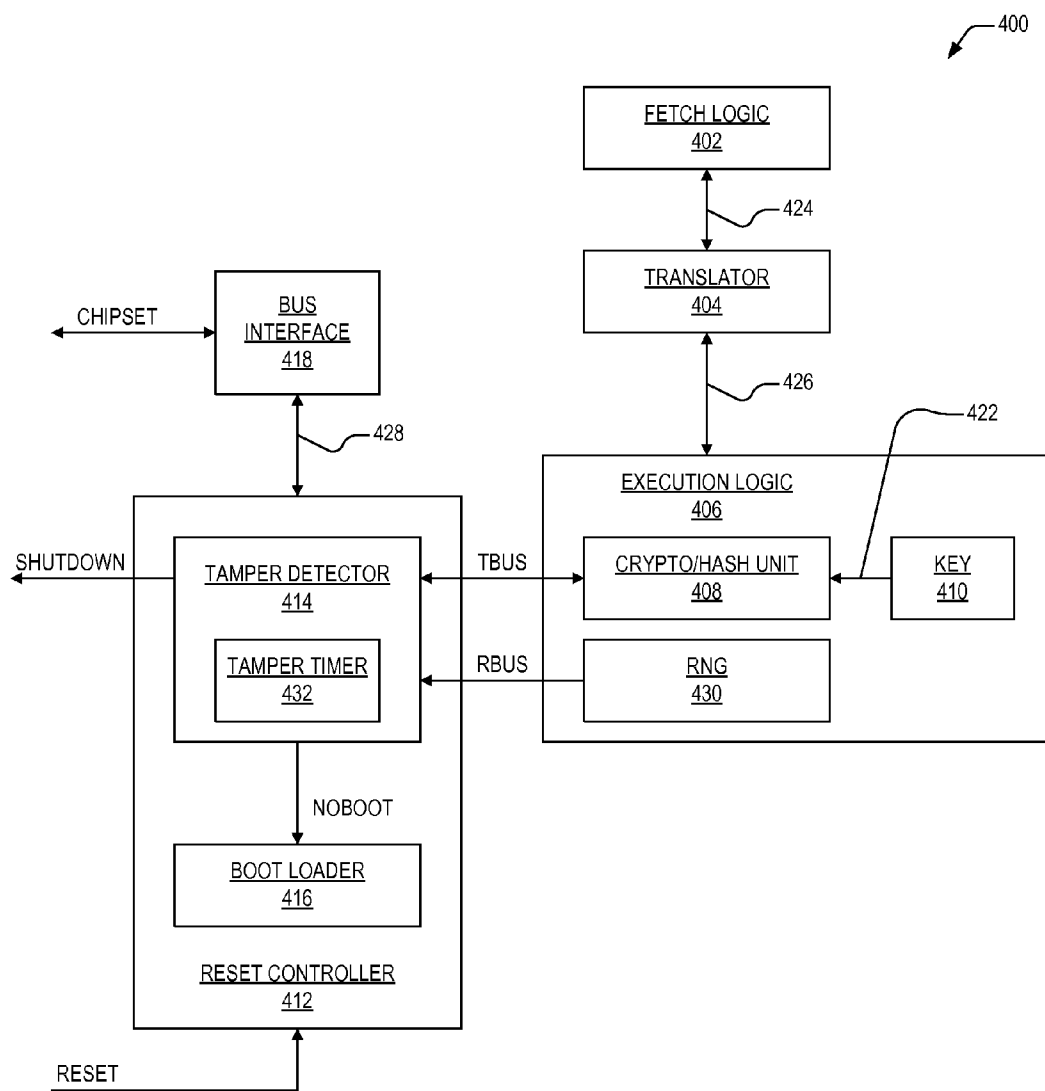 400
FETCH LOGIC
402
424
TRANSLATOR
404
CHIPSET
BUS
INTERFACE
418
426
422
428
EXECUTION LOGIC
406
SHUTDOWN
TAMPER DETECTOR
414
TBUS
CRYPTO/HASH UNIT
408
KEY
410
TAMPER TIMER
432
RBUS
RNG
430
NOBOOT
BOOT LOADER
416
RESET CONTROLLER
412
RESET